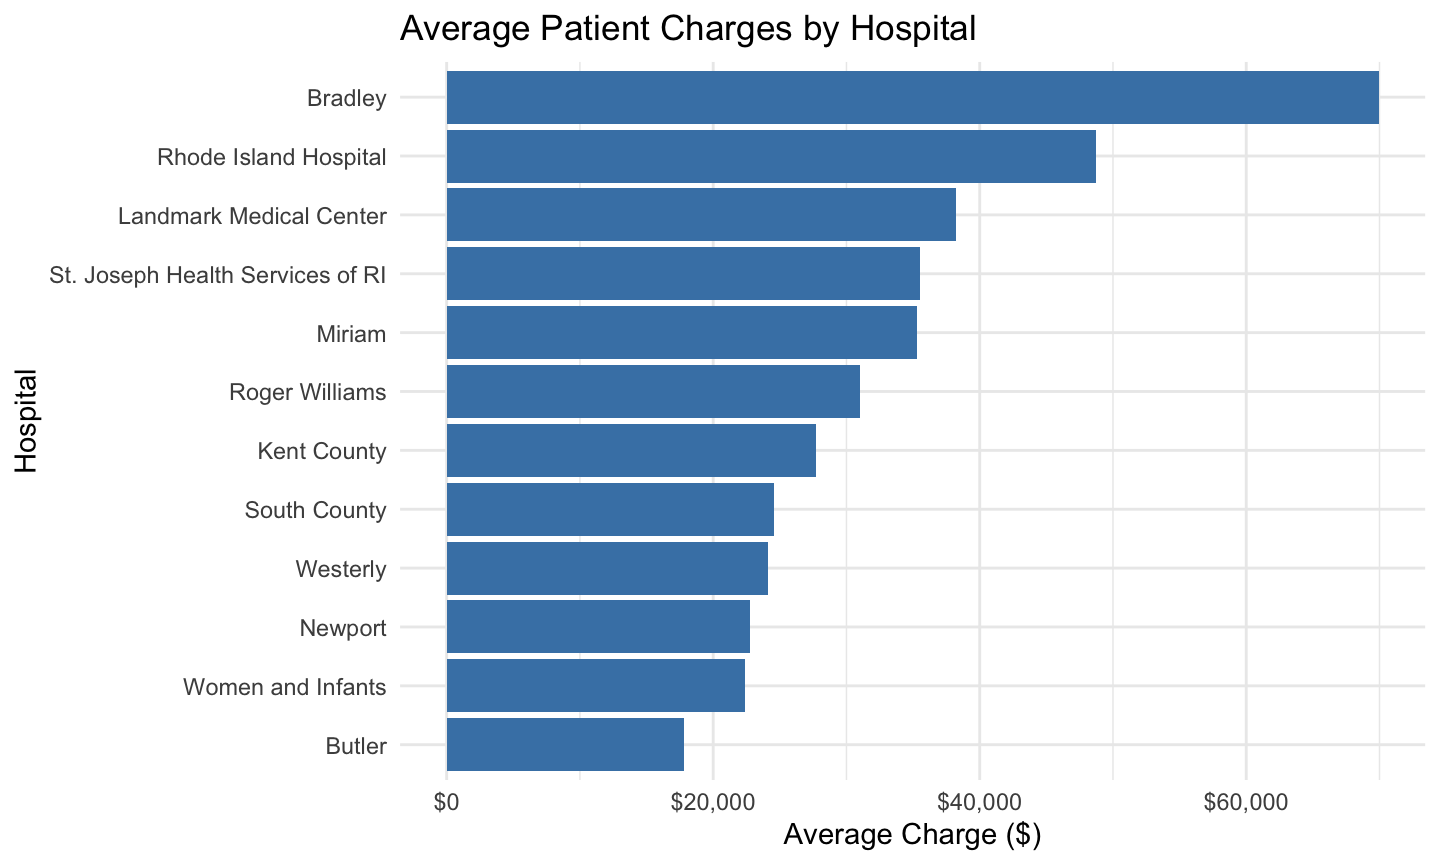 Average Patient Charges by Hospital
Hospital
Bradley
Rhode Island Hospital
Landmark Medical Center
St. Joseph Health Services of RI
Miriam
Roger Williams
Kent County
South County
Westerly
Newport
Women and Infants
Butler
$0 $20,000 $40,000 $60,000
Average Charge ($)